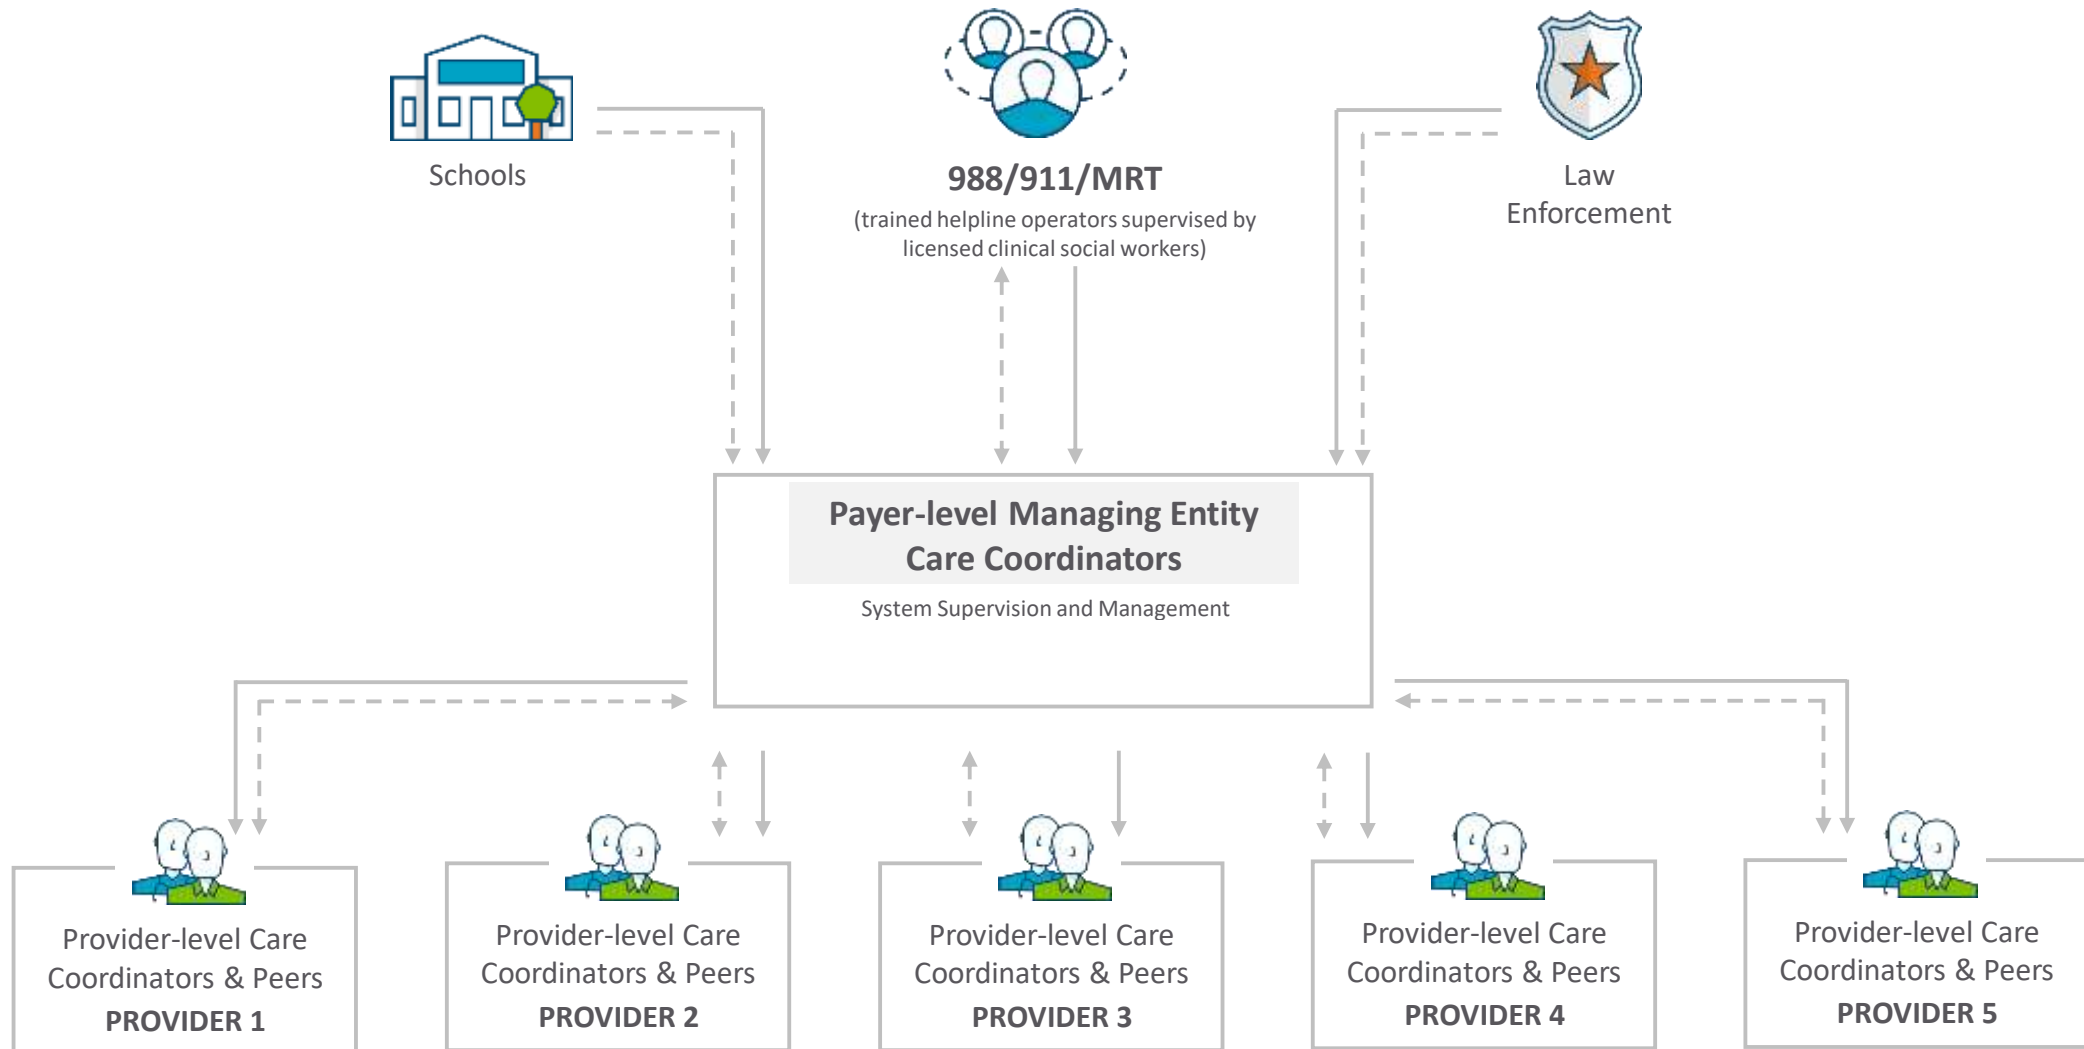 Schools
988/911/MRT
(trained helpline operators supervised by
licensed clinical social workers)
Law
Enforcement
Payer-level Managing Entity
Care Coordinators
System Supervision and Management
Provider-level Care
Coordinators & Peers
PROVIDER 1
Provider-level Care
Coordinators & Peers
PROVIDER 2
Provider-level Care
Coordinators & Peers
PROVIDER 3
Provider-level Care
Coordinators & Peers
PROVIDER 4
Provider-level Care
Coordinators & Peers
PROVIDER 5